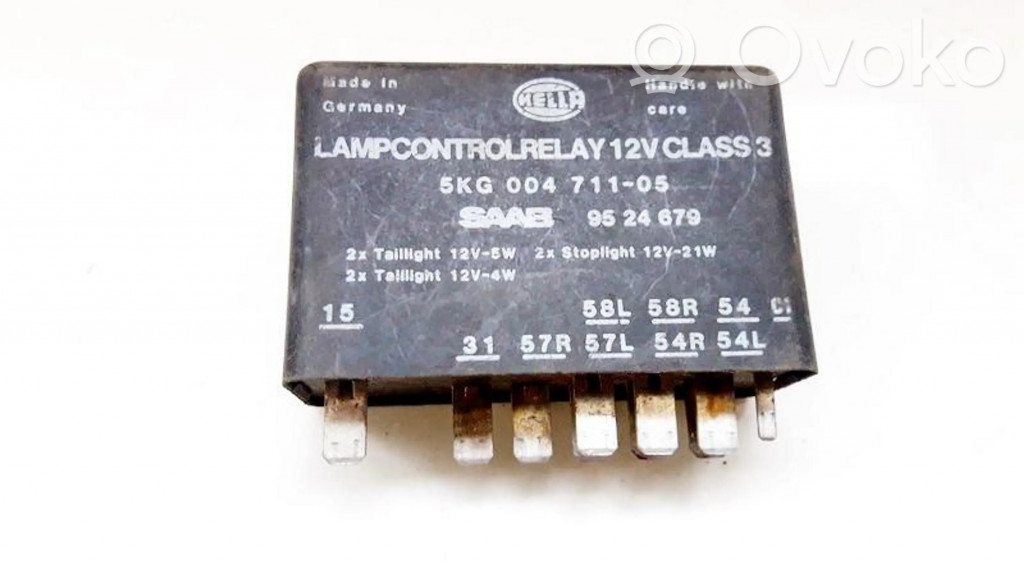 ovoko
Made in
Germany
HELLA
Handle with
care
LAMPCONTROLRELAY 12V CLASS 3
5KG 004 711-05
SAAB 95 24 679
2x Taillight 12V-5W 2x Stoplight 12V-21W
2x Taillight 12V-4W
15 58L 58R 54 C1
31 57R 57L 54R 54L